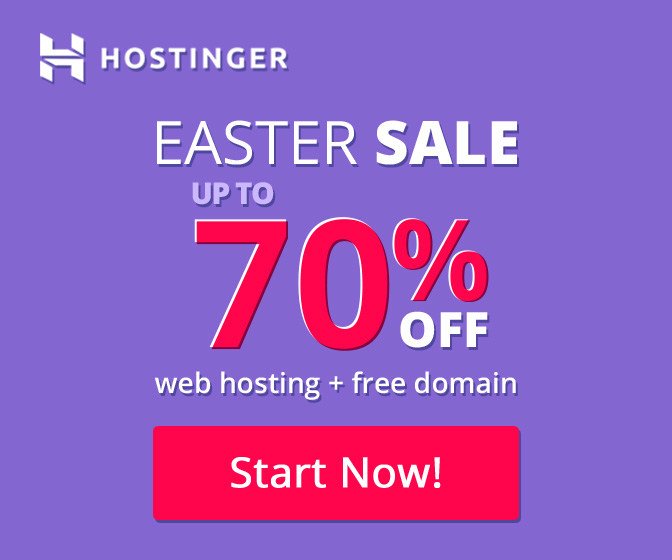 HOSTINGER
EASTER SALE
UP TO
70%
OFF
web hosting + free domain
Start Now!